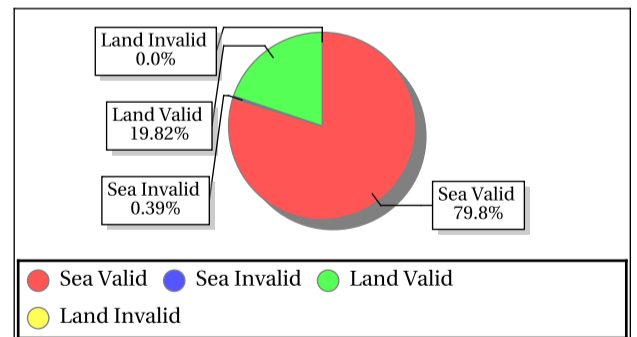 Land Invalid
0.0%
Land Valid
19.82%
Sea Invalid
0.39%
Sea Valid
79.8%
Sea Valid Sea Invalid Land Valid
Land Invalid